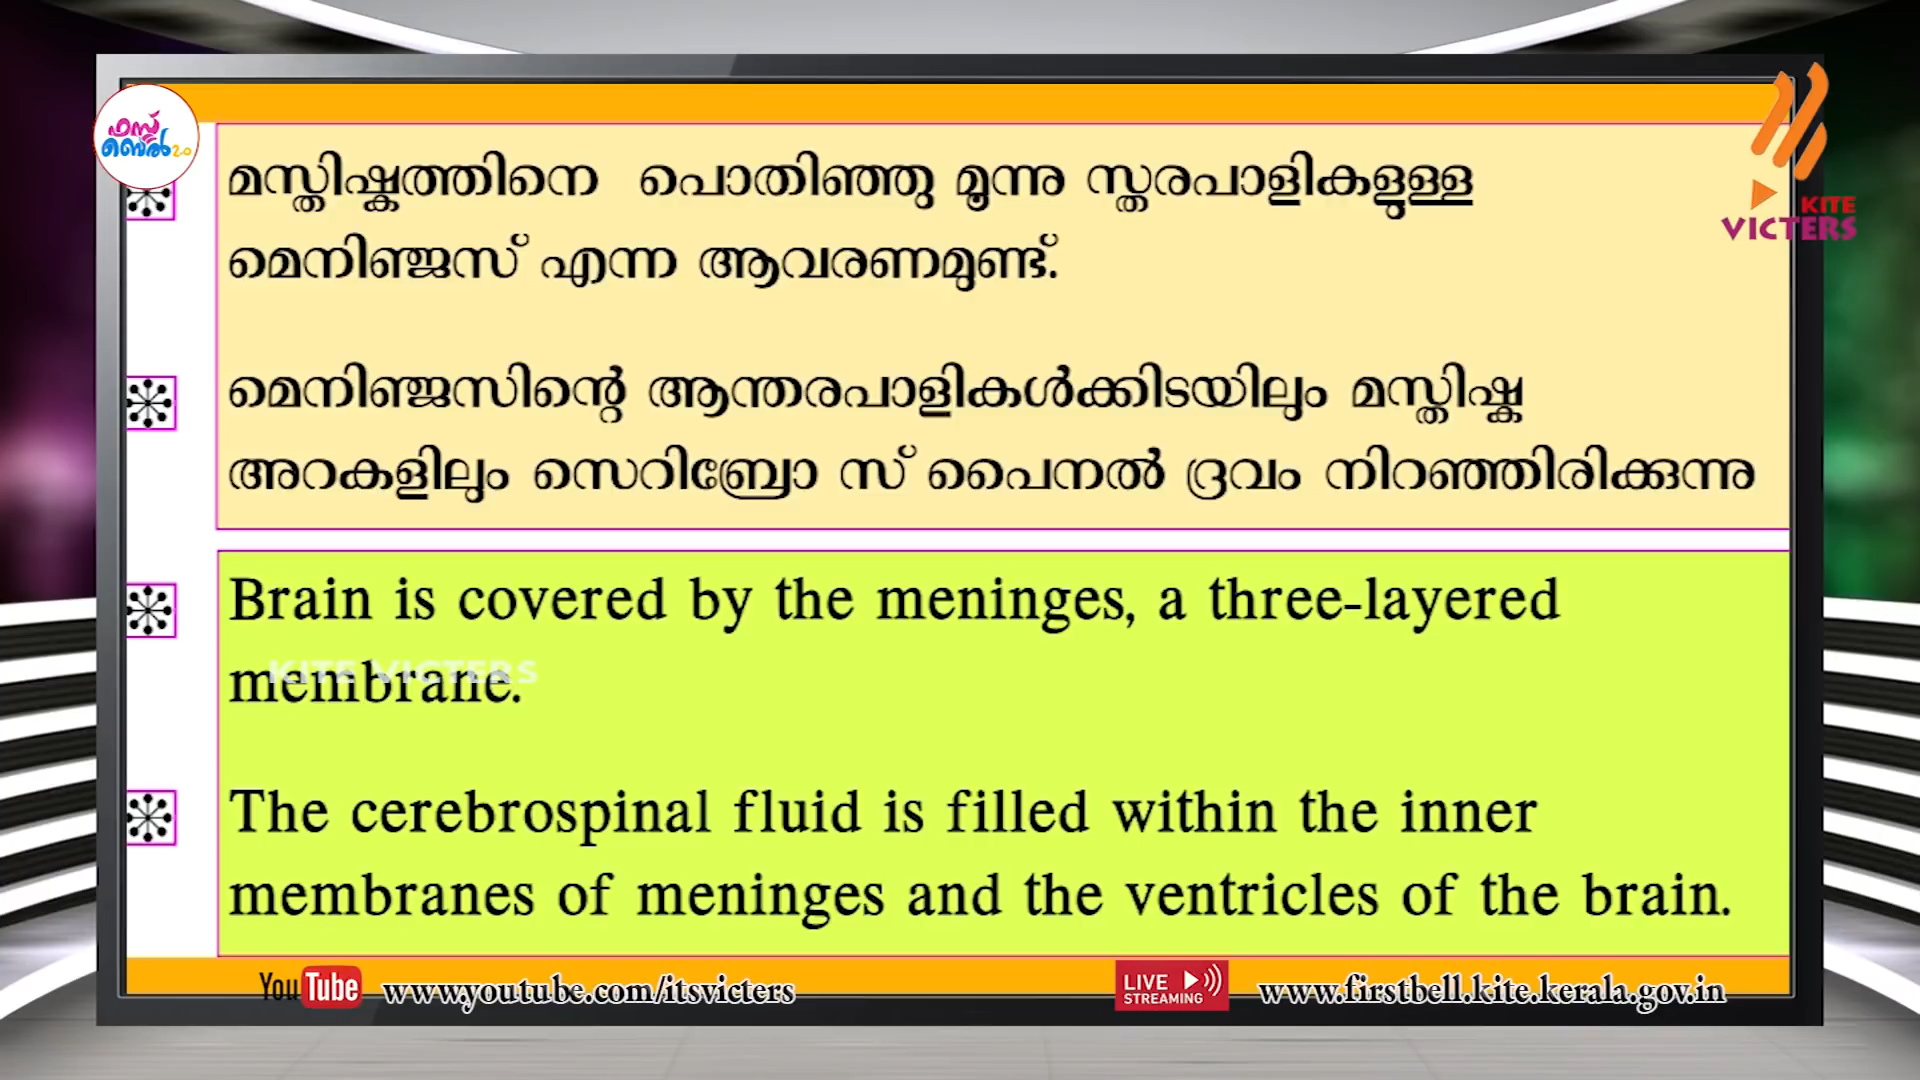 ഫസ്റ്റ്
ബെൽ 2.0
KITE
VICTERS
മസ്തിഷ്കത്തിനെ പൊതിഞ്ഞു മൂന്നു സ്തരപാളികളുള്ള
മെനിഞ്ജസ് എന്ന ആവരണമുണ്ട്.
മെനിഞ്ജസിന്റെ ആന്തരപാളികൾക്കിടയിലും മസ്തിഷ്ക
അറകളിലും സെറിബ്രോ സ് പൈനൽ ദ്രവം നിറഞ്ഞിരിക്കുന്നു
Brain is covered by the meninges, a three-layered
KITE VICTERS
membrane.
The cerebrospinal fluid is filled within the inner
membranes of meninges and the ventricles of the brain.
YouTube www.youtube.com/itsvicters
LIVE STREAMING www.firstbell.kite.kerala.gov.in